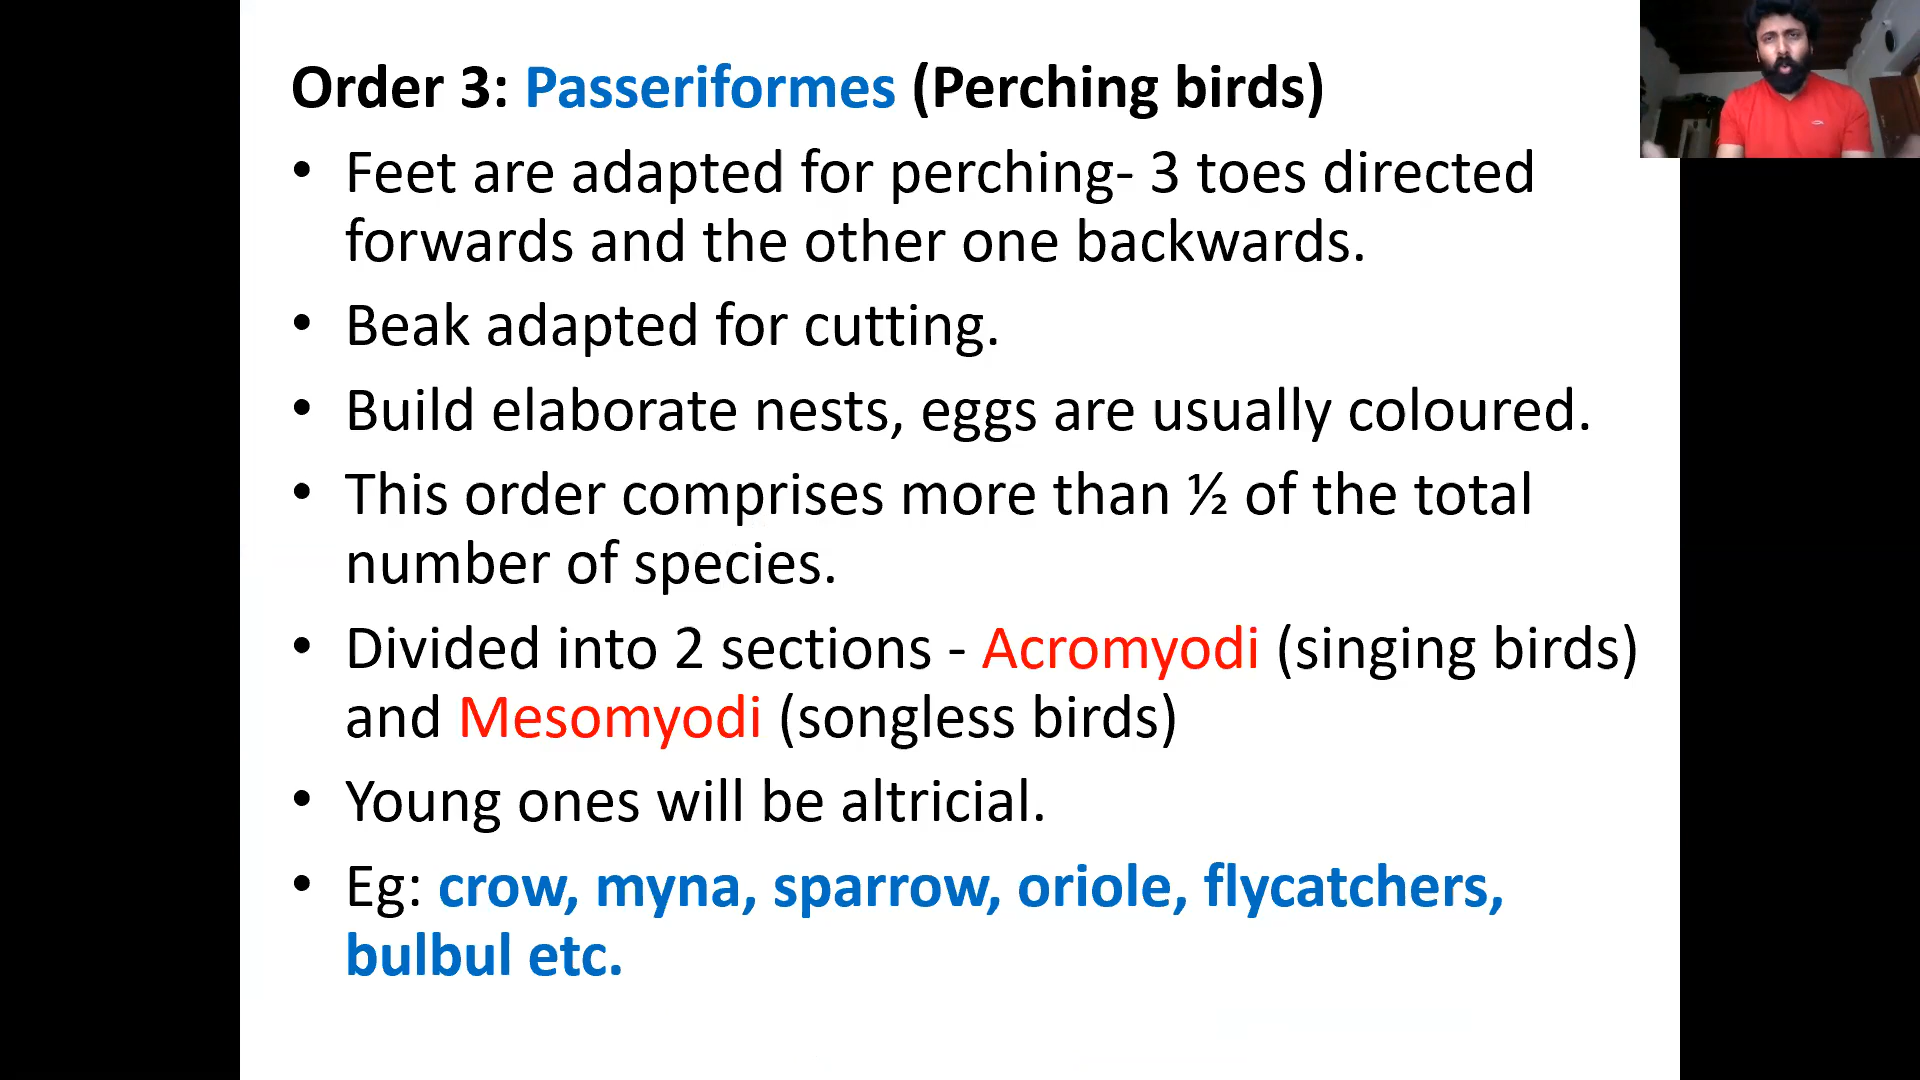 Order 3: Passeriformes (Perching birds)
• Feet are adapted for perching- 3 toes directed
forwards and the other one backwards.
• Beak adapted for cutting.
• Build elaborate nests, eggs are usually coloured.
• This order comprises more than ½ of the total
number of species.
• Divided into 2 sections - Acromyodi (singing birds)
and Mesomyodi (songless birds)
• Young ones will be altricial.
• Eg: crow, myna, sparrow, oriole, flycatchers,
bulbul etc.